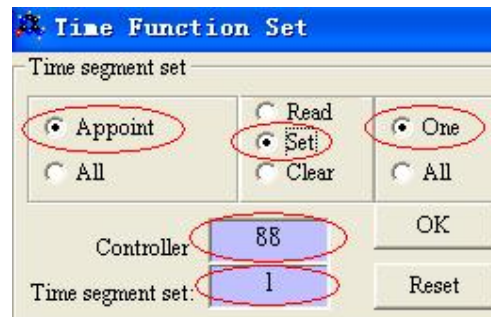 Time Function Set
Time segment set
Appoint
All
Read
Set
Clear
One
All
Controller 88
OK
Time segment set: 1
Reset